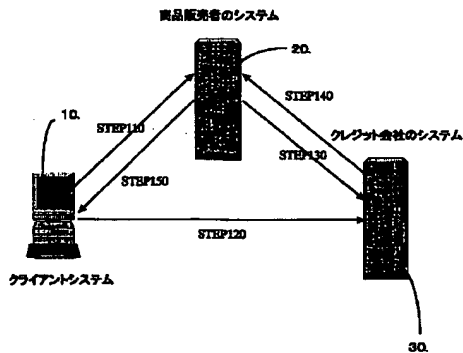 商品販売者のシステム
20.
STEP110
STEP140
10.
クレジット会社のシステム
STEP130
STEP150
STEP120
クライアントシステム
30.